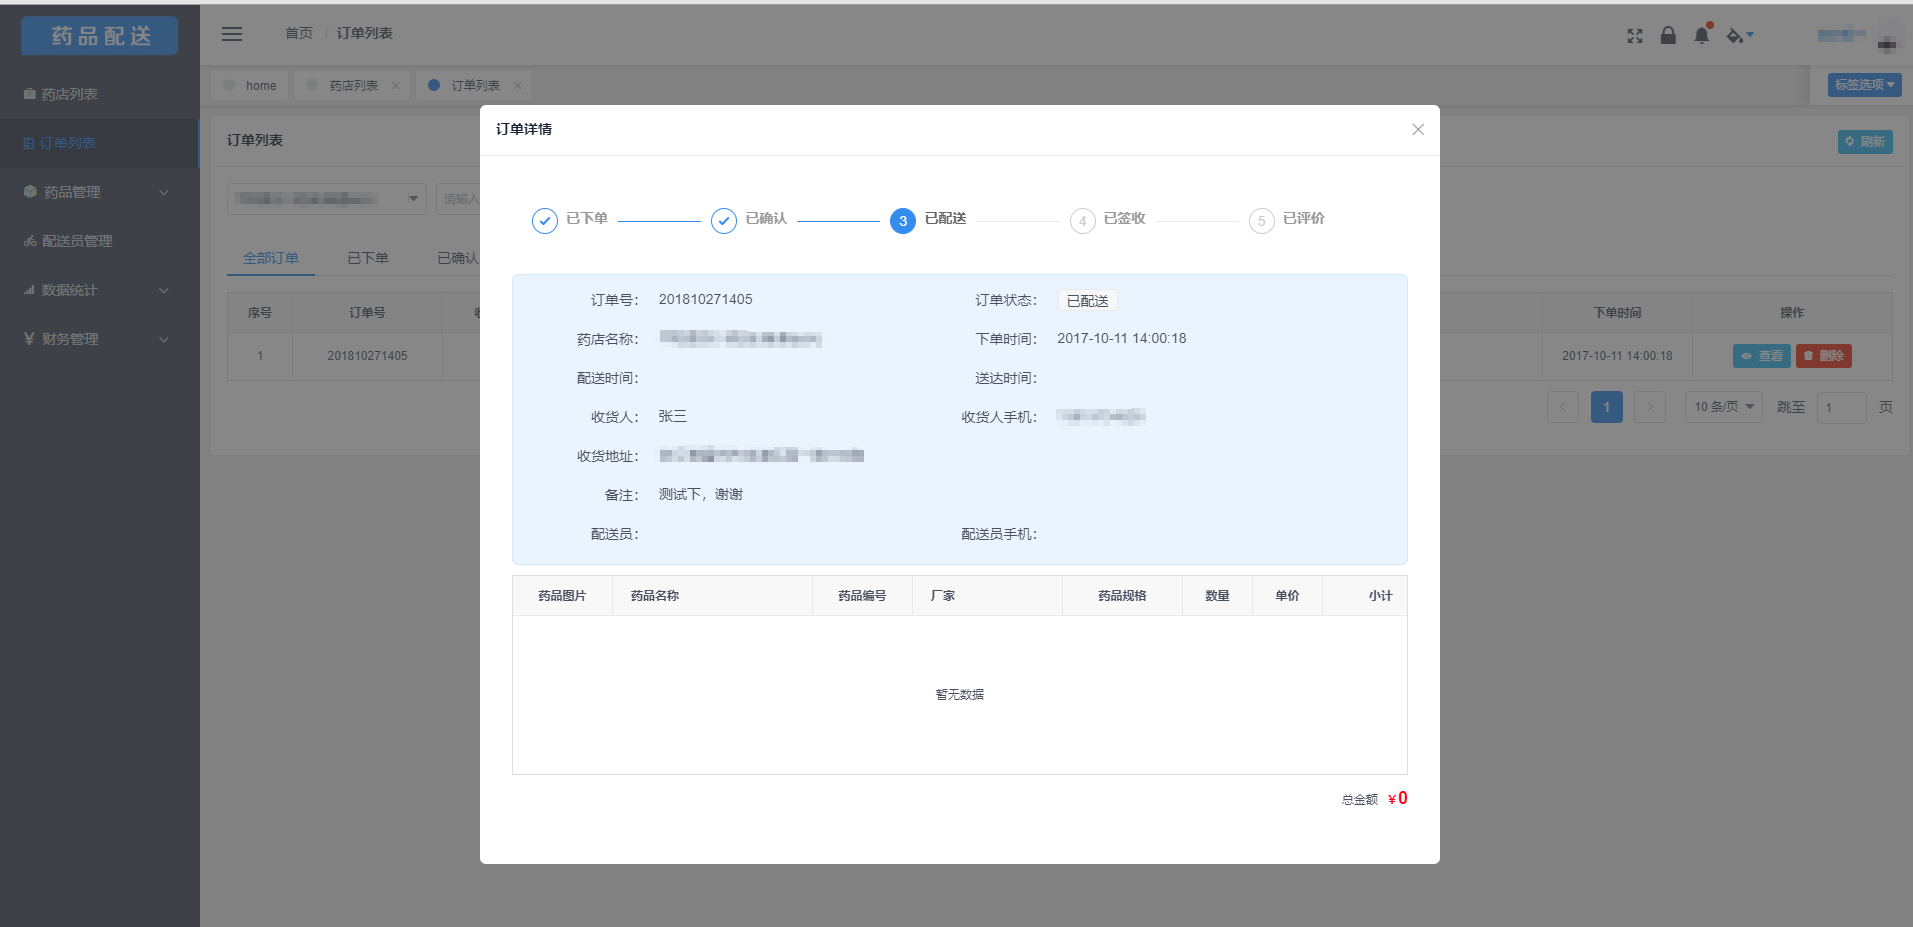 药品配送
首页 / 订单列表
home
药店列表
订单列表
标签选项
药店列表
订单列表
药品管理
配送员管理
数据统计
财务管理
订单列表
刷新
请输入
全部订单 已下单 已确认
序号 订单号 下单时间 操作
1 201810271405 2017-10-11 14:00:18 查看 删除
1 10 条/页 跳至 1 页
订单详情
已下单 已确认 3 已配送 4 已签收 5 已评价
订单号： 201810271405 订单状态： 已配送
药店名称： 下单时间： 2017-10-11 14:00:18
配送时间： 送达时间：
收货人： 张三 收货人手机：
收货地址：
备注： 测试下，谢谢
配送员： 配送员手机：
药品图片 药品名称 药品编号 厂家 药品规格 数量 单价 小计
暂无数据
总金额 ¥0